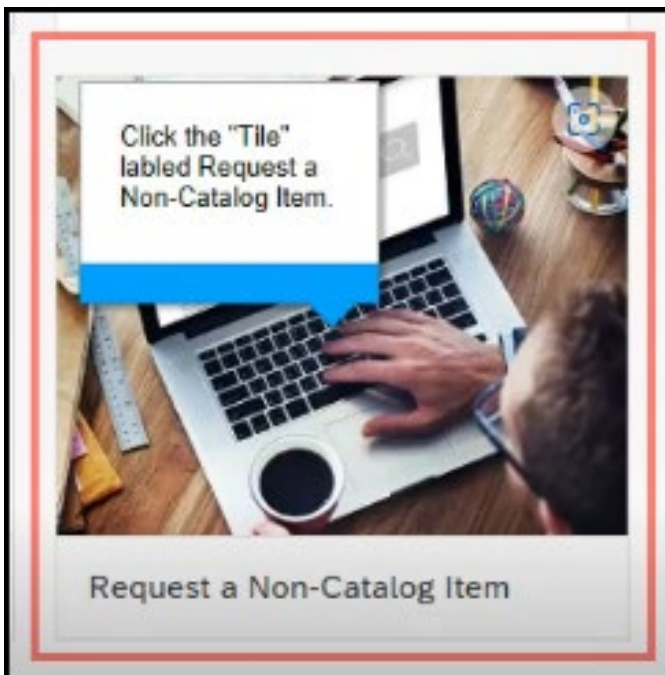 Click the "Tile"
labled Request a
Non-Catalog Item.
Request a Non-Catalog Item